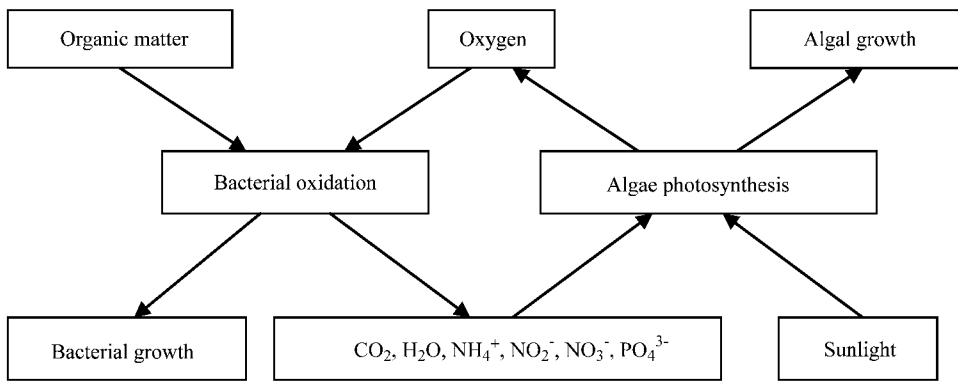 Organic matter
Oxygen
Algal growth
Bacterial oxidation
Algae photosynthesis
Bacterial growth
CO₂, H₂O, NH₄⁺, NO₂⁻, NO₃⁻, PO₄³⁻
Sunlight